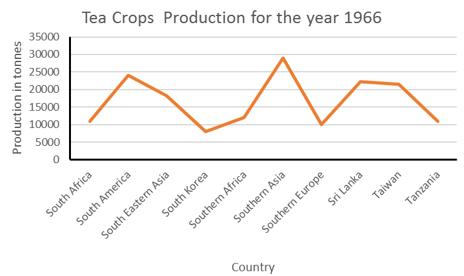 Tea Crops Production for the year 1966
Production in tonnes
35000
30000
25000
20000
15000
10000
5000
0
South Africa
South America
South Eastern Asia
South Korea
Southern Africa
Southern Asia
Southern Europe
Sri Lanka
Taiwan
Tanzania
Country